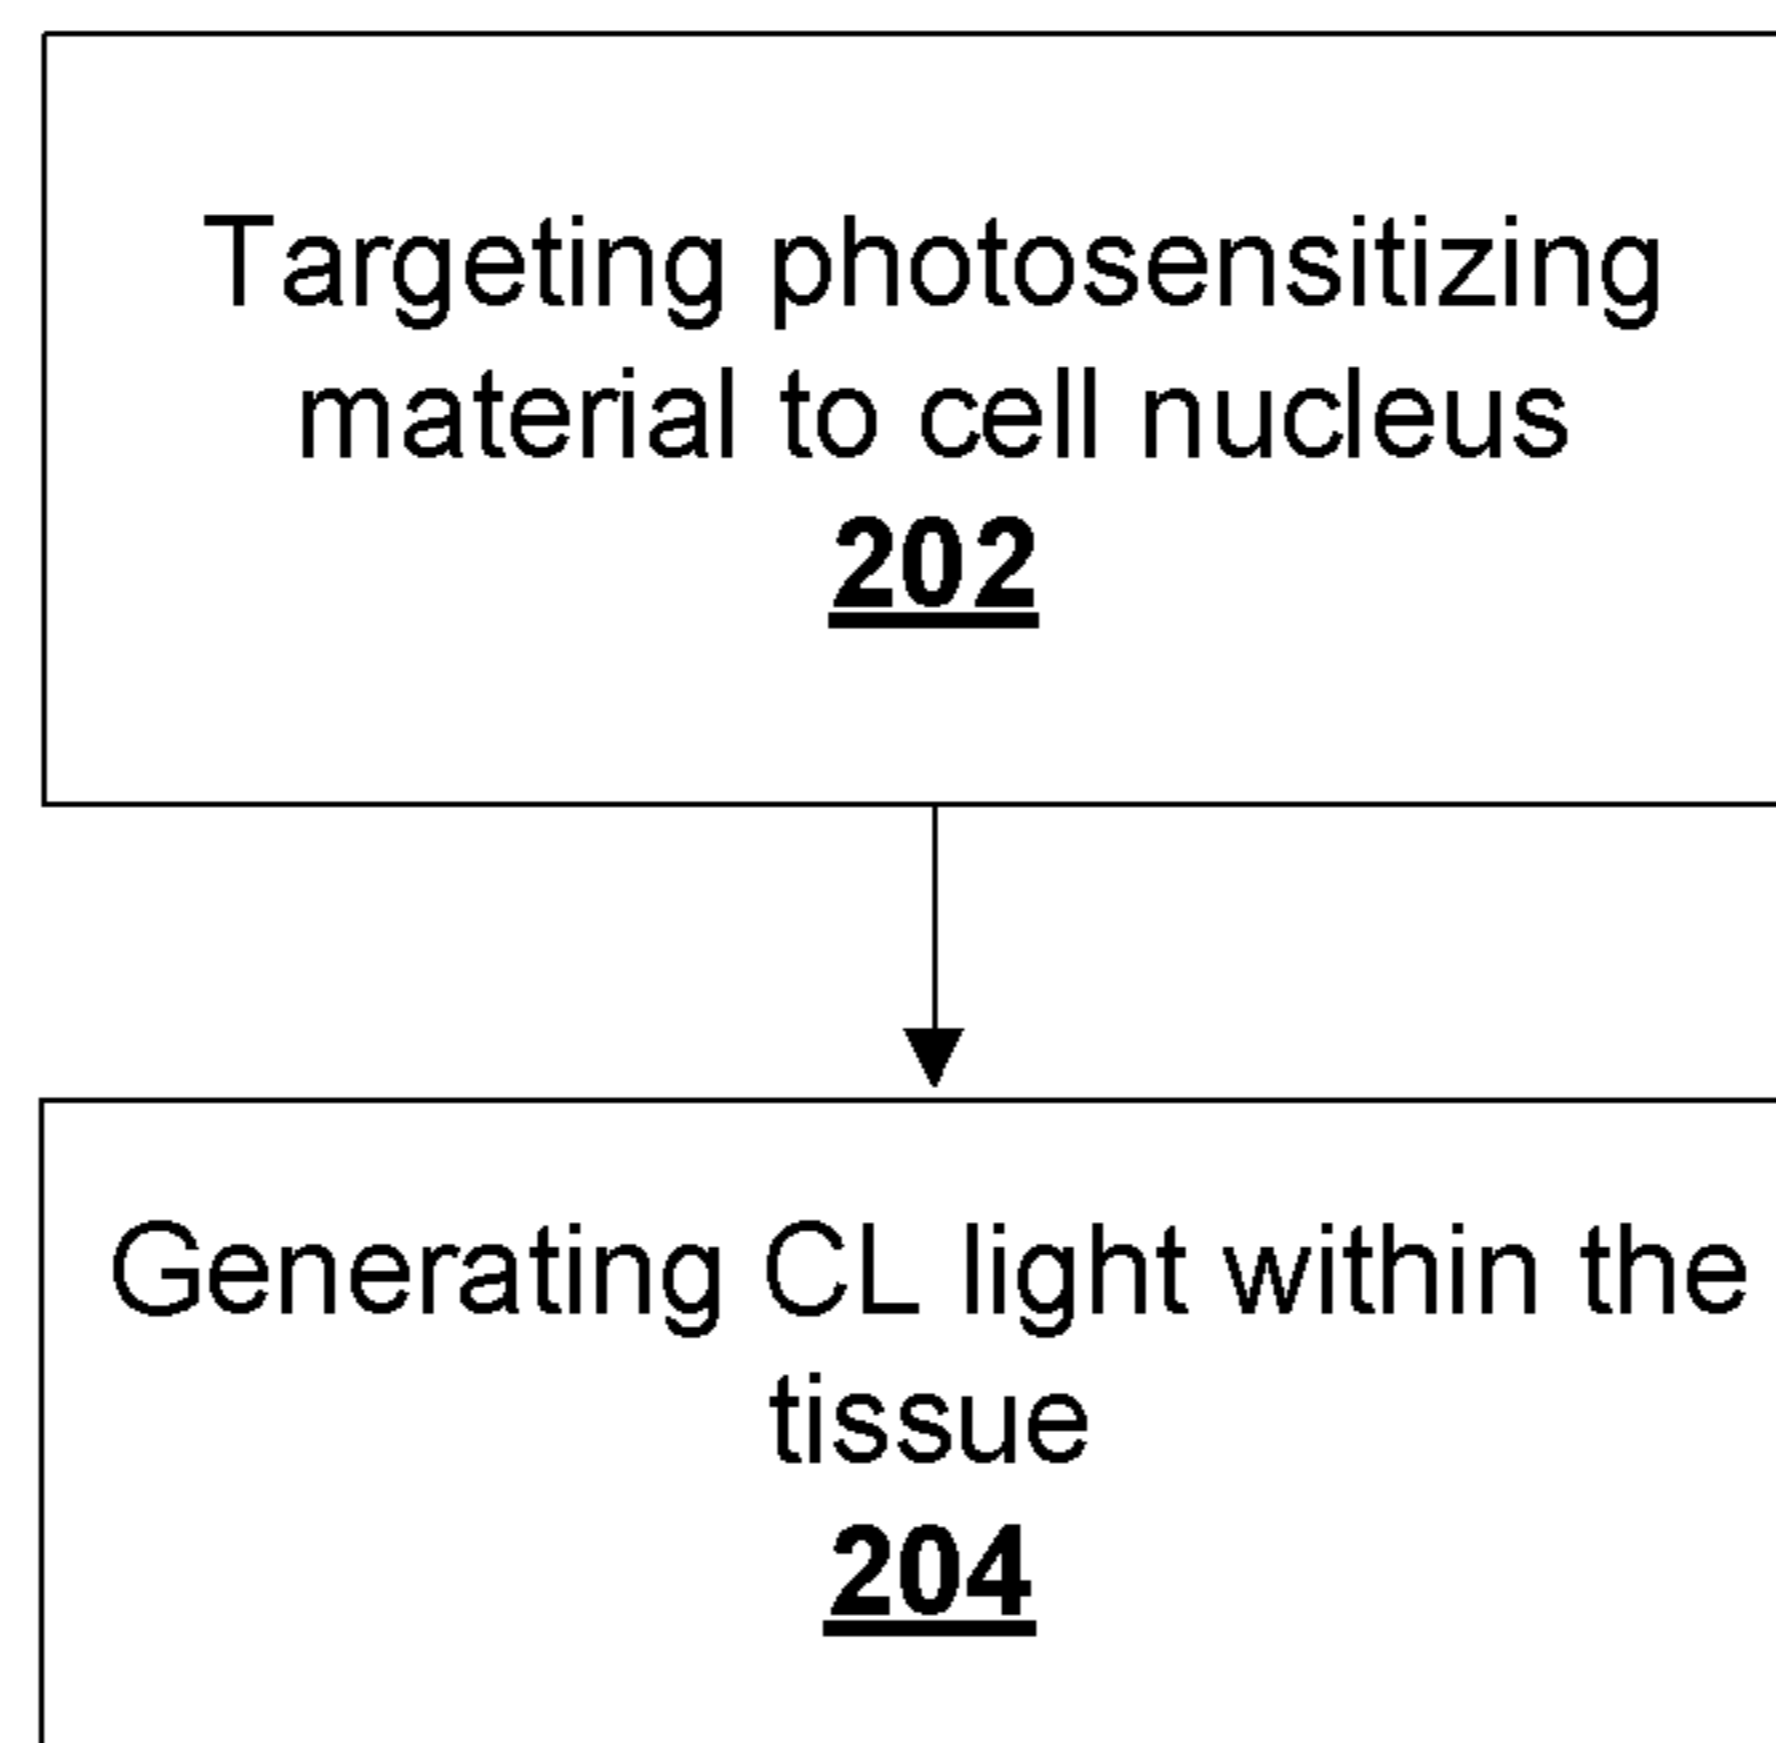 Targeting photosensitizing
material to cell nucleus
202
Generating CL light within the
tissue
204